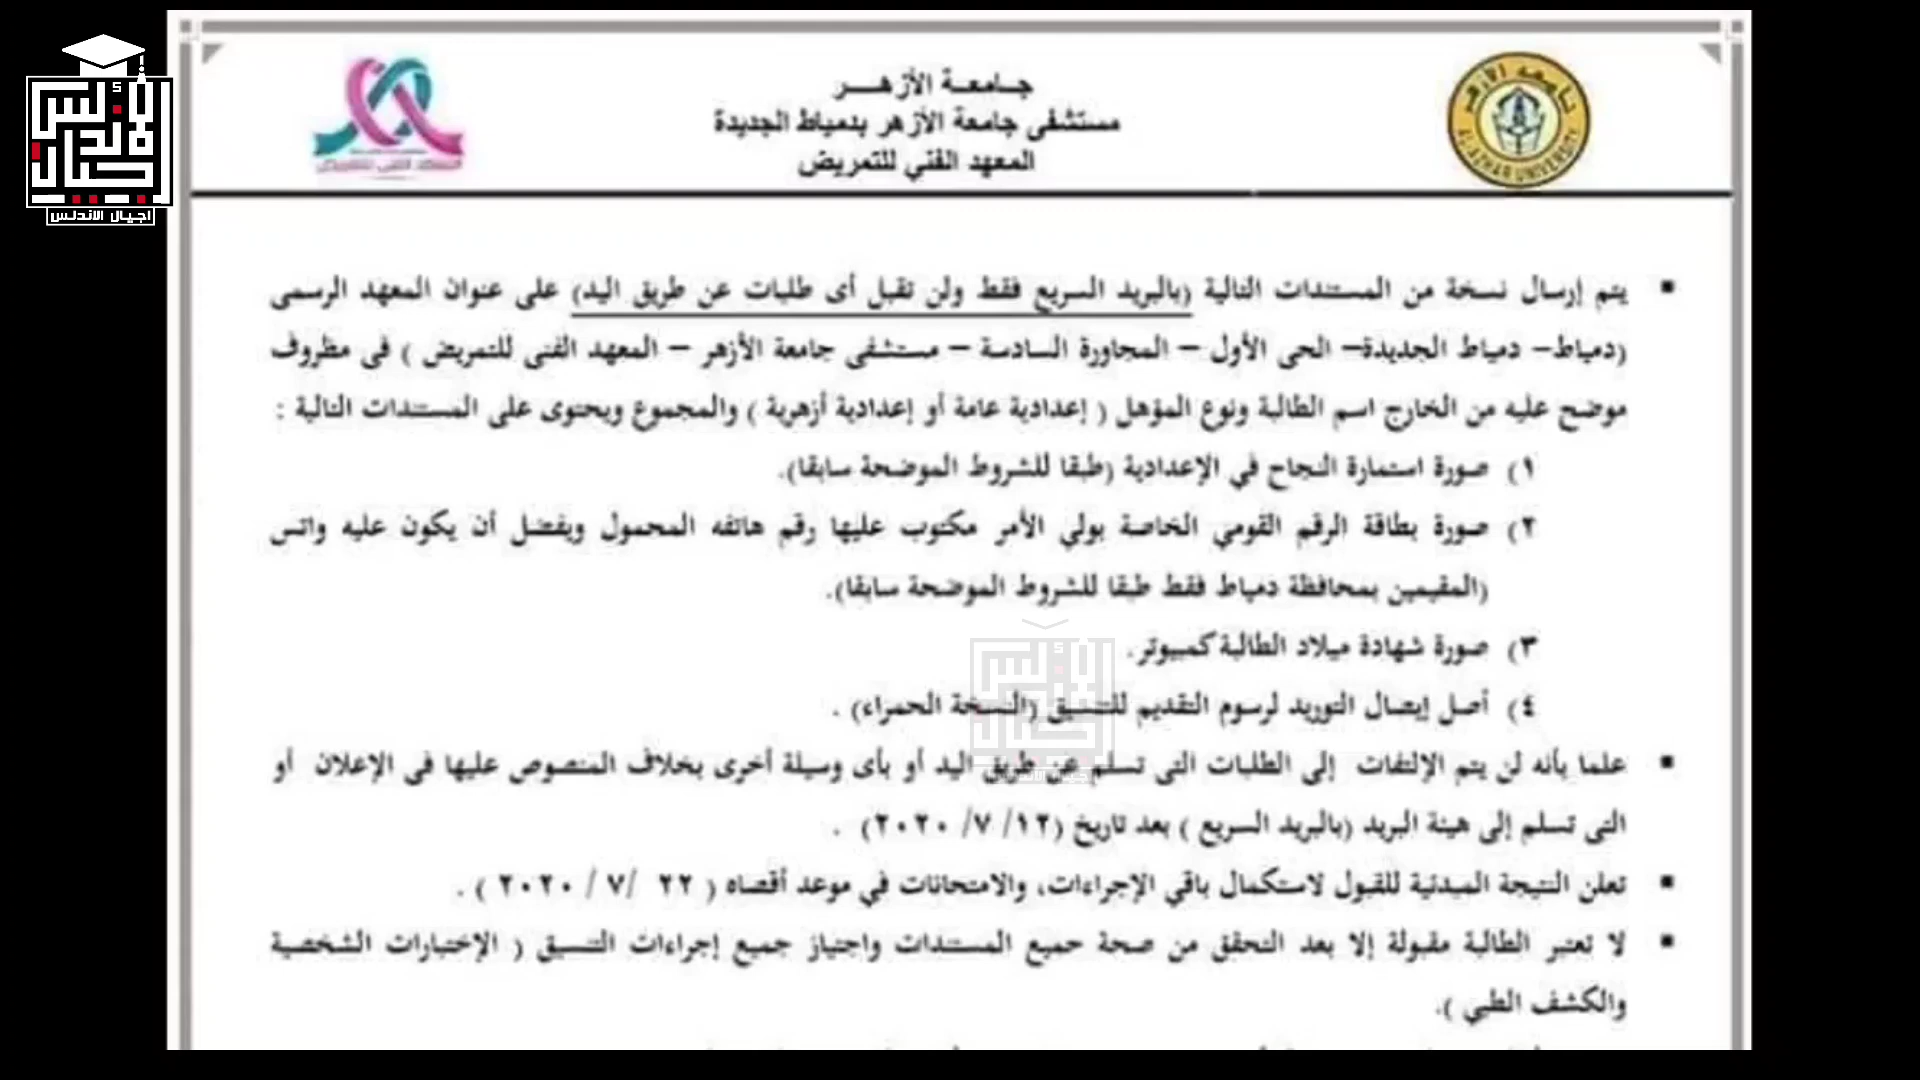 جامعة الأزهر
مستشفى جامعة الأزهر بدمياط الجديدة
المعهد الفني للتمريض
AL-AZHAR UNIVERSITY
أجيال الأندلس
يتم إرسال نسخة من المستندات التالية (بالبريد السريع فقط ولن تقبل أى طلبات عن طريق اليد) على عنوان المعهد الرسمى
(دمياط– دمياط الجديدة– الحى الأول – المجاورة السادسة – مستشفى جامعة الأزهر – المعهد الفنى للتمريض ) فى مظروف
موضح عليه من الخارج اسم الطالبة ونوع المؤهل ( إعدادية عامة أو إعدادية أزهرية ) والمجموع ويحتوى على المستندات التالية :
١) صورة استمارة النجاح في الإعدادية (طبقا للشروط الموضحة سابقا).
٢) صورة بطاقة الرقم القومي الخاصة بولي الأمر مكتوب عليها رقم هاتفه المحمول ويفضل أن يكون عليه واتس
(المقيمين بمحافظة دمياط فقط طبقا للشروط الموضحة سابقا).
٣) صورة شهادة ميلاد الطالبة كمبيوتر.
٤) أصل إيصال التوريد لرسوم التقديم للتنسيق (النسخة الحمراء) .
علما بأنه لن يتم الإلتفات إلى الطلبات التى تسلم عن طريق اليد أو بأى وسيلة أخرى بخلاف المنصوص عليها فى الإعلان أو
التى تسلم إلى هيئة البريد (بالبريد السريع ) بعد تاريخ (١٢/ ٧/ ٢٠٢٠) .
تعلن النتيجة المبدئية للقبول لاستكمال باقي الإجراءات، والامتحانات في موعد أقصاه ( ٢٢ /٧ / ٢٠٢٠ ) .
لا تعتبر الطالبة مقبولة إلا بعد التحقق من صحة جميع المستندات واجتياز جميع إجراءات التنسيق ( الإختبارات الشخصية
والكشف الطبي ).